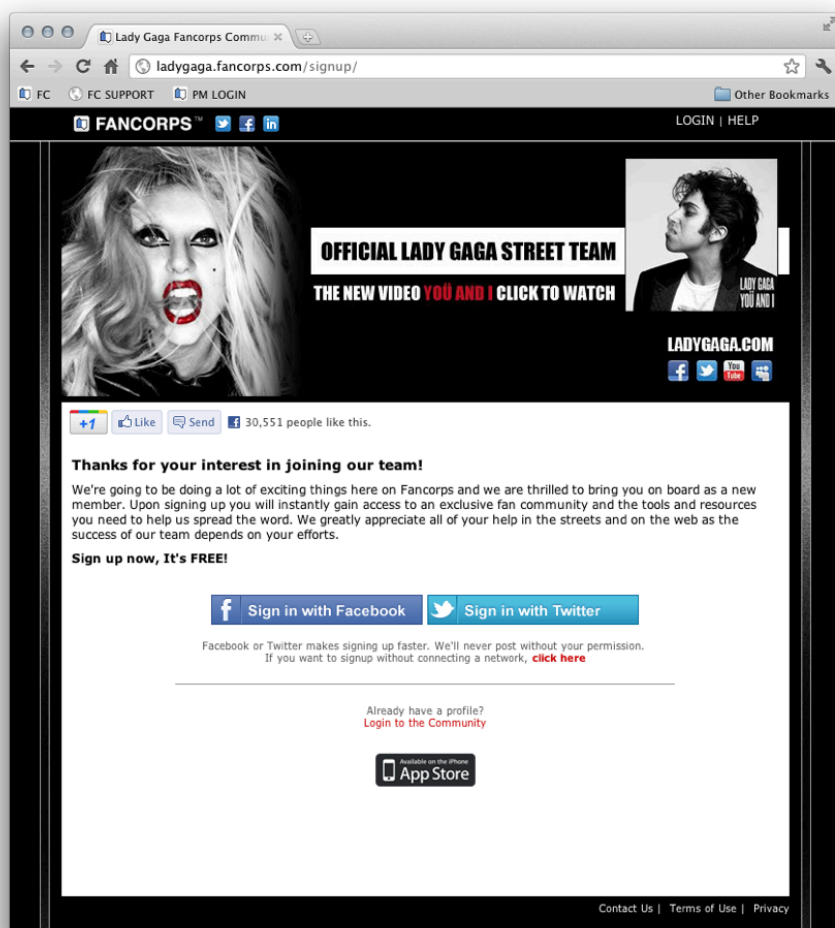 Lady Gaga Fancorps Commu
ladygaga.fancorps.com/signup/
FC FC SUPPORT PM LOGIN Other Bookmarks
FANCORPS™ LOGIN | HELP
OFFICIAL LADY GAGA STREET TEAM
THE NEW VIDEO YOÜ AND I CLICK TO WATCH
LADY GAGA
YOÜ AND I
LADYGAGA.COM
You
Tube
+1 Like Send 30,551 people like this.
Thanks for your interest in joining our team!
We're going to be doing a lot of exciting things here on Fancorps and we are thrilled to bring you on board as a new
member. Upon signing up you will instantly gain access to an exclusive fan community and the tools and resources
you need to help us spread the word. We greatly appreciate all of your help in the streets and on the web as the
success of our team depends on your efforts.
Sign up now, It's FREE!
Sign in with Facebook Sign in with Twitter
Facebook or Twitter makes signing up faster. We'll never post without your permission.
If you want to signup without connecting a network, click here
Already have a profile?
Login to the Community
Available on the iPhone
App Store
Contact Us | Terms of Use | Privacy